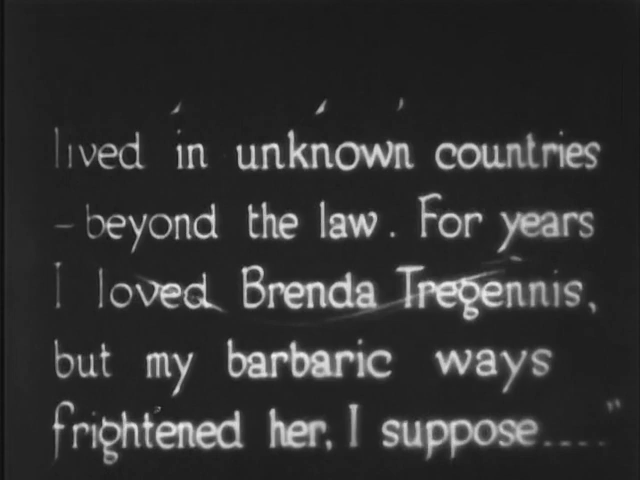 lived in unknown countries
– beyond the law. For years
I loved Brenda Tregennis,
but my barbaric ways
frightened her, I suppose...."